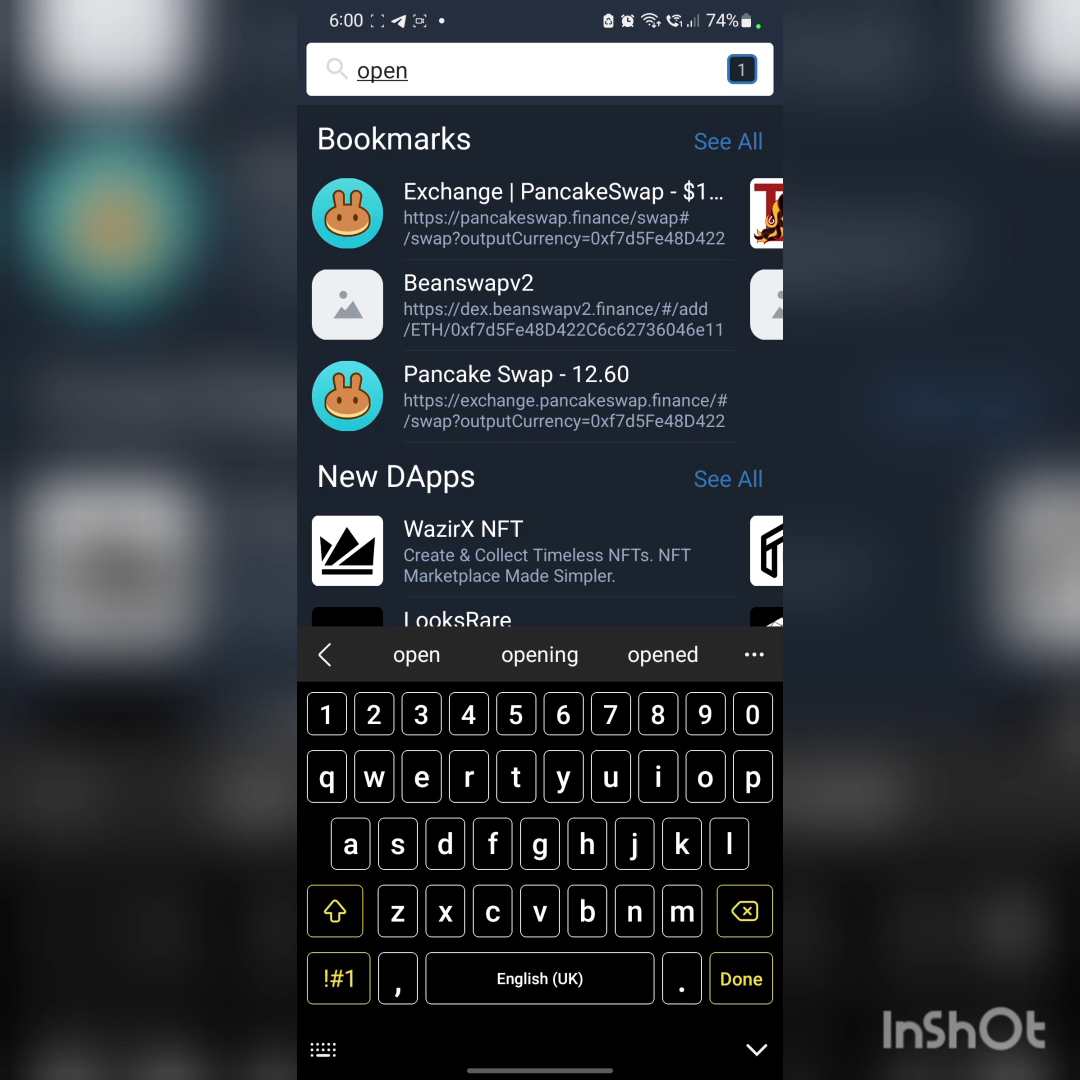 6:00 74%
open 1
Bookmarks See All
Exchange | PancakeSwap - $1...
https://pancakeswap.finance/swap#
/swap?outputCurrency=0xf7d5Fe48D422
Beanswapv2
https://dex.beanswapv2.finance/#/add
/ETH/0xf7d5Fe48D422C6c62736046e11
Pancake Swap - 12.60
https://exchange.pancakeswap.finance/#
/swap?outputCurrency=0xf7d5Fe48D422
New DApps See All
WazirX NFT
Create & Collect Timeless NFTs. NFT
Marketplace Made Simpler.
LooksRare
open opening opened ...
1 2 3 4 5 6 7 8 9 0
q w e r t y u i o p
a s d f g h j k l
z x c v b n m
!#1 , English (UK) . Done
InShOt